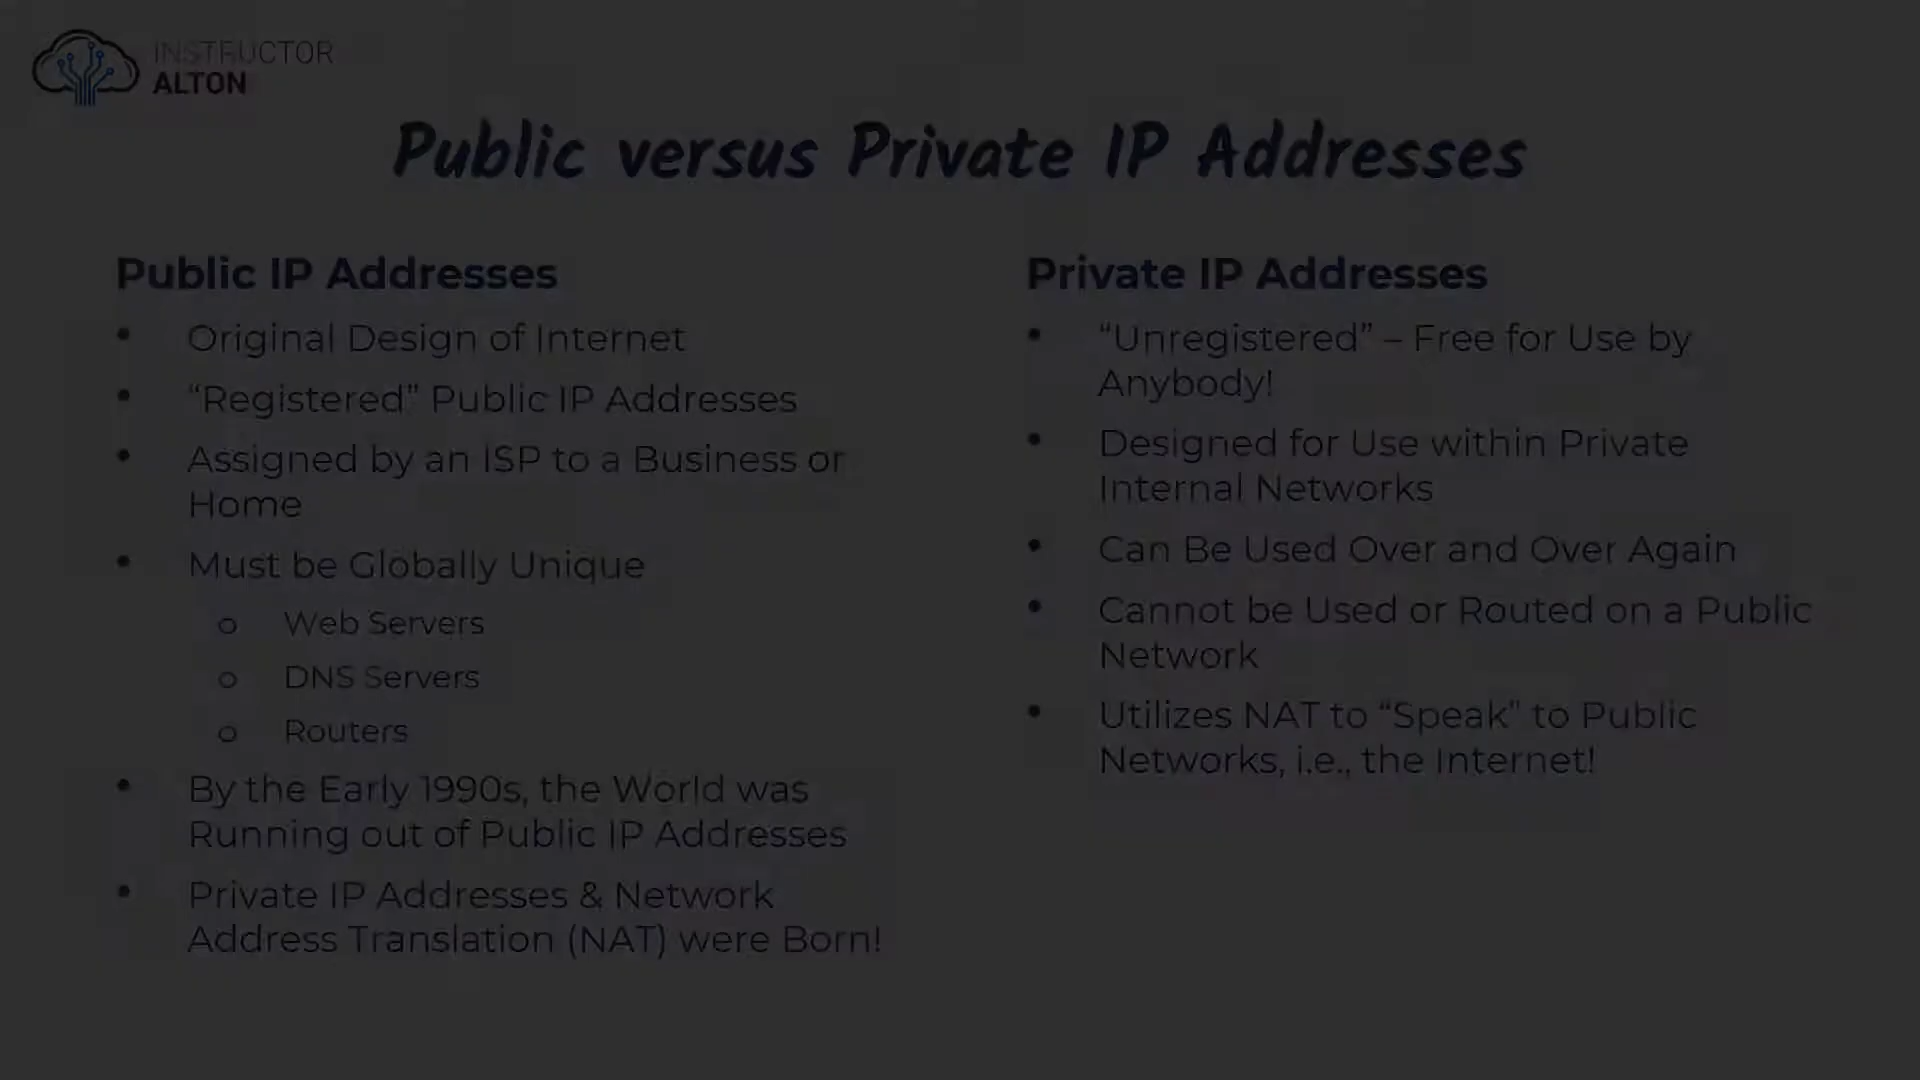 INSTRUCTOR
ALTON
Public versus Private IP Addresses
Public IP Addresses
• Original Design of Internet
• “Registered” Public IP Addresses
• Assigned by an ISP to a Business or
Home
• Must be Globally Unique
o Web Servers
o DNS Servers
o Routers
• By the Early 1990s, the World was
Running out of Public IP Addresses
• Private IP Addresses & Network
Address Translation (NAT) were Born!
Private IP Addresses
• “Unregistered” – Free for Use by
Anybody!
• Designed for Use within Private
Internal Networks
• Can Be Used Over and Over Again
• Cannot be Used or Routed on a Public
Network
• Utilizes NAT to “Speak” to Public
Networks, i.e., the Internet!